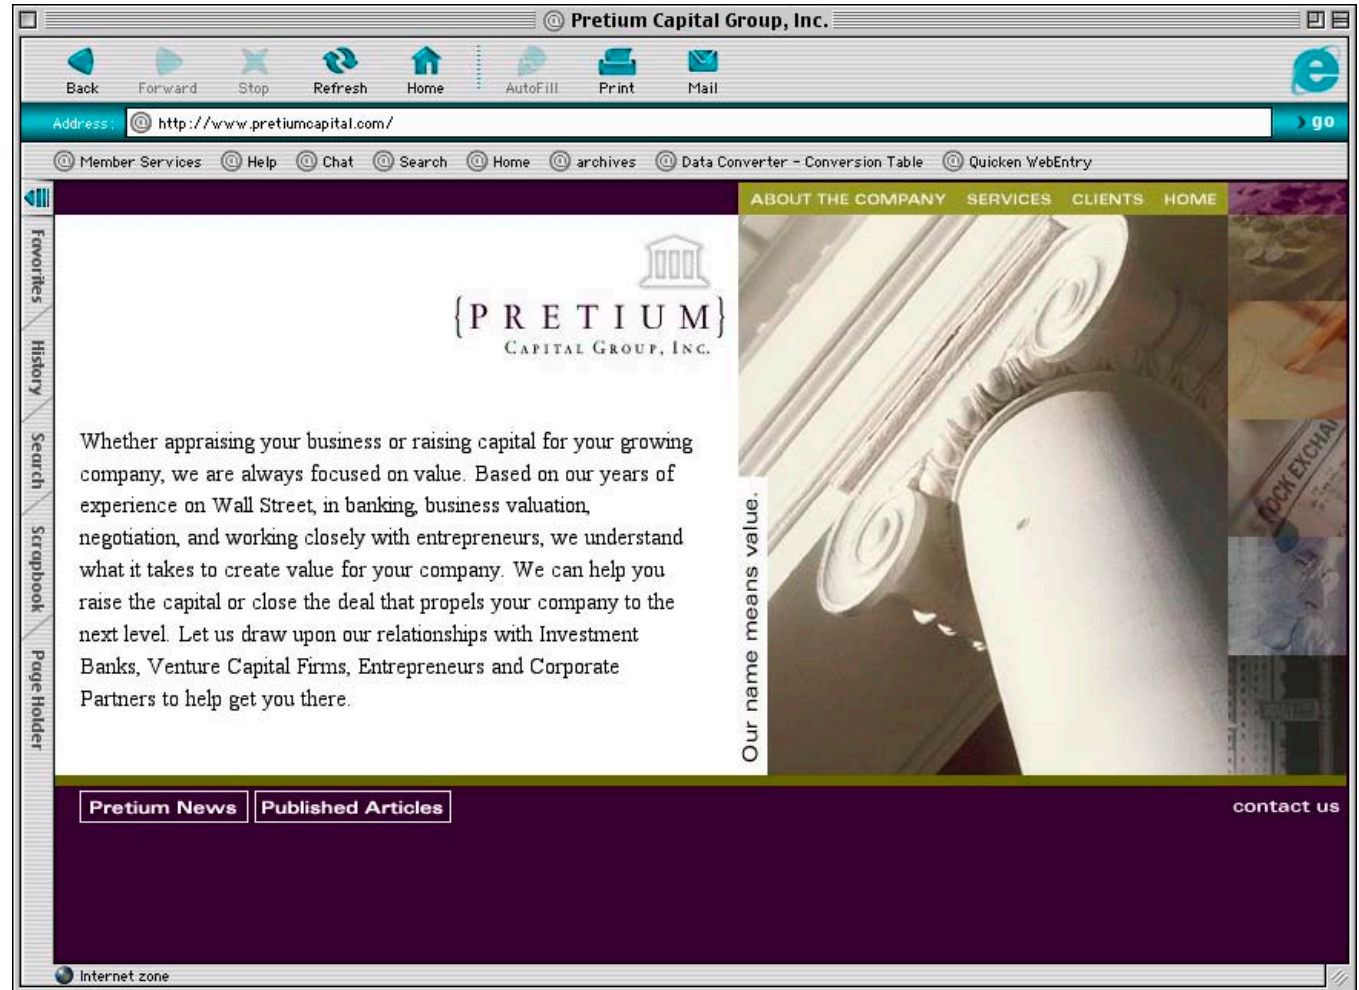 Pretium Capital Group, Inc.
Back Forward Stop Refresh Home AutoFill Print Mail
Address: http://www.pretiumcapital.com/ go
Member Services Help Chat Search Home archives Data Converter - Conversion Table Quicken WebEntry
ABOUT THE COMPANY SERVICES CLIENTS HOME
Favorites
History
Search
Scrapbook
Page Holder
{PRETIUM}
CAPITAL GROUP, INC.
Whether appraising your business or raising capital for your growing
company, we are always focused on value. Based on our years of
experience on Wall Street, in banking, business valuation,
negotiation, and working closely with entrepreneurs, we understand
what it takes to create value for your company. We can help you
raise the capital or close the deal that propels your company to the
next level. Let us draw upon our relationships with Investment
Banks, Venture Capital Firms, Entrepreneurs and Corporate
Partners to help get you there.
Our name means value.
OCK EXCHA
Pretium News Published Articles contact us
Internet zone